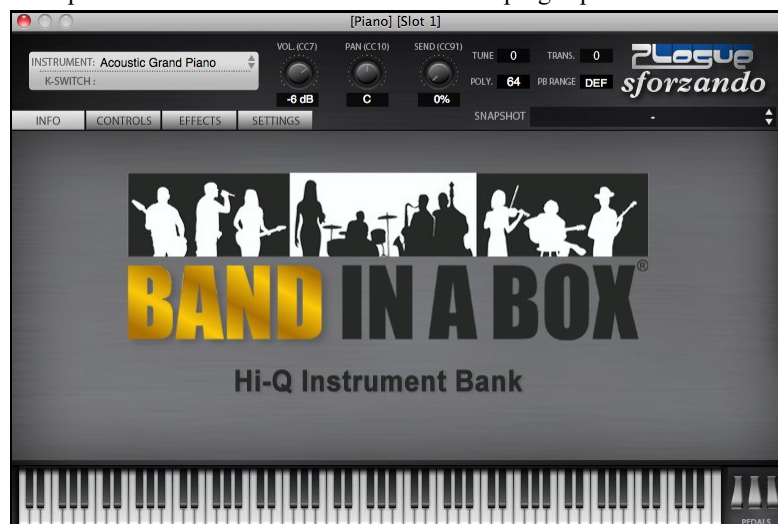 [Piano] [Slot 1]
INSTRUMENT: Acoustic Grand Piano
K-SWITCH :
VOL. (CC7)
-6 dB
PAN (CC10)
C
SEND (CC91)
0%
TUNE 0
TRANS. 0
POLY. 64
PB RANGE DEF
PLogue
sforzando
SNAPSHOT -
INFO
CONTROLS
EFFECTS
SETTINGS
BAND IN A BOX®
Hi-Q Instrument Bank
PEDALS